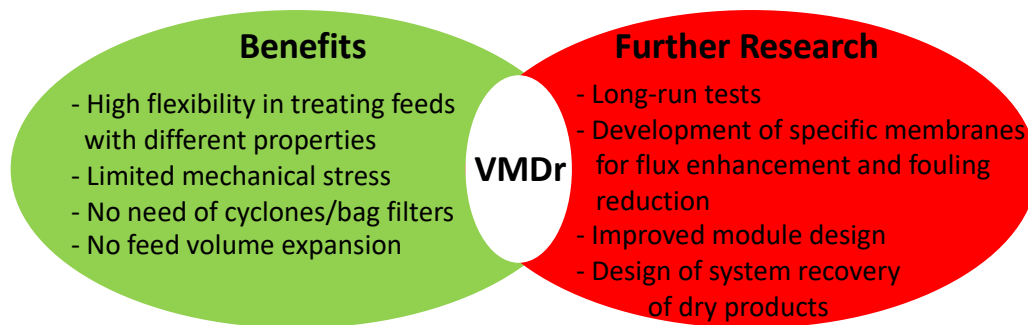 Benefits
- High flexibility in treating feeds
with different properties
- Limited mechanical stress
- No need of cyclones/bag filters
- No feed volume expansion
VMDr
Further Research
- Long-run tests
- Development of specific membranes
for flux enhancement and fouling
reduction
- Improved module design
- Design of system recovery
of dry products